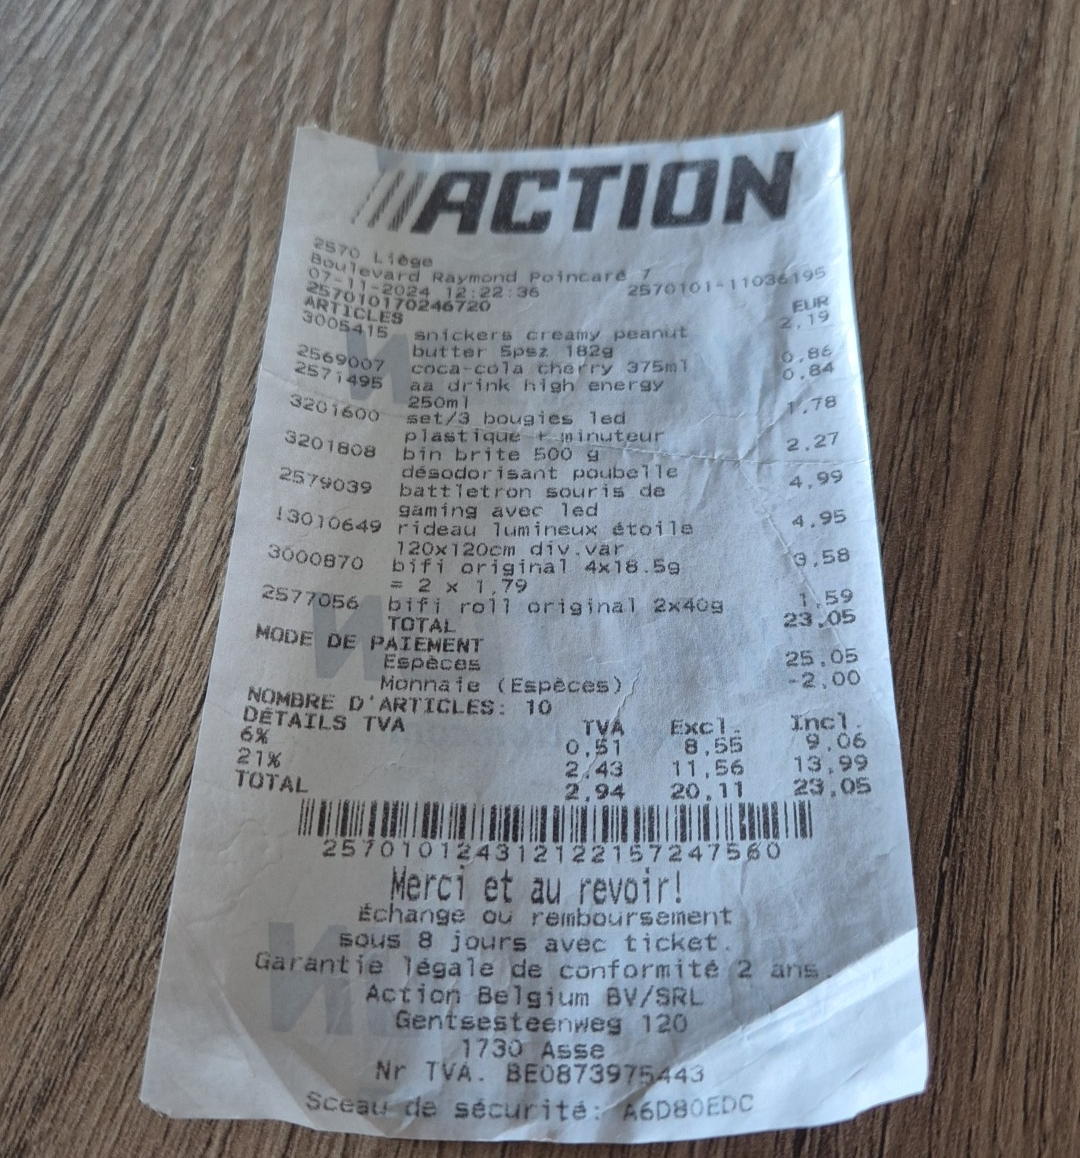 ///ACTION
2570 Liège
Boulevard Raymond Poincaré 7
07-11-2024 12:22:36 2570101-11036195
257010170246720
ARTICLES EUR
3005415 snickers creamy peanut 2,19
butter 5psz 182g
2569007 coca-cola cherry 375ml 0,86
2571495 aa drink high energy 0,84
250ml
3201600 set/3 bougies led 1,78
plastique + minuteur
3201808 bin brite 500 g 2,27
désodorisant poubelle
2579039 battletron souris de 4,99
gaming avec led
!3010649 rideau lumineux étoile 4,95
120x120cm div.var
3000870 bifi original 4x18.5g 3,58
= 2 x 1,79
2577056 bifi roll original 2x40g 1,59
TOTAL 23,05
MODE DE PAIEMENT
Espèces 25,05
Monnaie (Espèces) -2,00
NOMBRE D'ARTICLES: 10
DÉTAILS TVA TVA Excl. Incl.
6% 0,51 8,55 9,06
21% 2,43 11,56 13,99
TOTAL 2,94 20,11 23,05
257010124312122157247560
Merci et au revoir!
Échange ou remboursement
sous 8 jours avec ticket.
Garantie légale de conformité 2 ans.
Action Belgium BV/SRL
Gentsesteenweg 120
1730 Asse
Nr TVA. BE0873975443
Sceau de sécurité: A6D80EDC